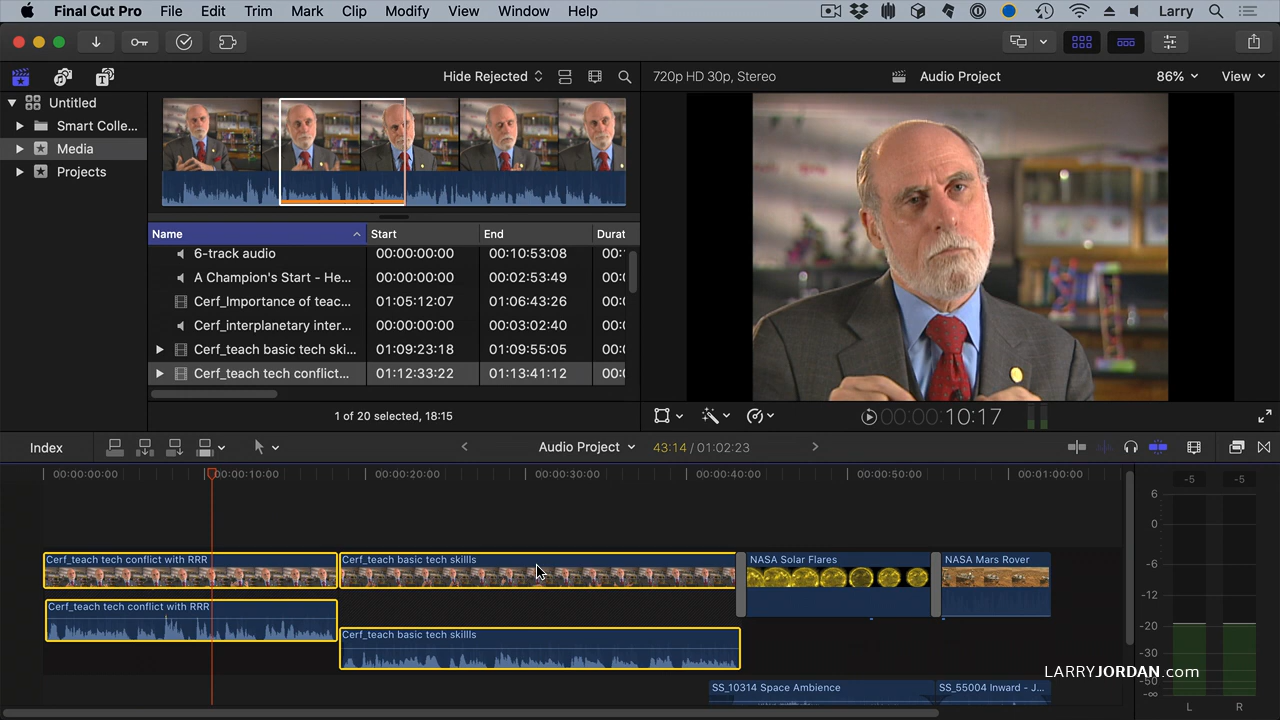 Final Cut Pro File Edit Trim Mark Clip Modify View Window Help Larry
Hide Rejected
720p HD 30p, Stereo Audio Project 86% View
Untitled
Smart Colle...
Media
Projects
Name Start End Durat
6-track audio 00:00:00:00 00:10:53:08 00:
A Champion's Start - He... 00:00:00:00 00:02:53:49 00:
Cerf_Importance of teac... 01:05:12:07 01:06:43:26 00:
Cerf_interplanetary inter... 00:00:00:00 00:03:02:40 00:
Cerf_teach basic tech ski... 01:09:23:18 01:09:55:05 00:
Cerf_teach tech conflict... 01:12:33:22 01:13:41:12 00:
1 of 20 selected, 18:15
00:00:00:10:17
Index Audio Project 43:14 / 01:02:23
00:00:00:00 00:00:10:00 00:00:20:00 00:00:30:00 00:00:40:00 00:00:50:00 00:01:00:00
-5 -5
6
0
-6
-12
-20
-30
-50
-∞
L R
Cerf_teach tech conflict with RRR Cerf_teach basic tech skillls NASA Solar Flares NASA Mars Rover
Cerf_teach tech conflict with RRR
Cerf_teach basic tech skillls
LARRYJORDAN.com
SS_10314 Space Ambience SS_55004 Inward - J...